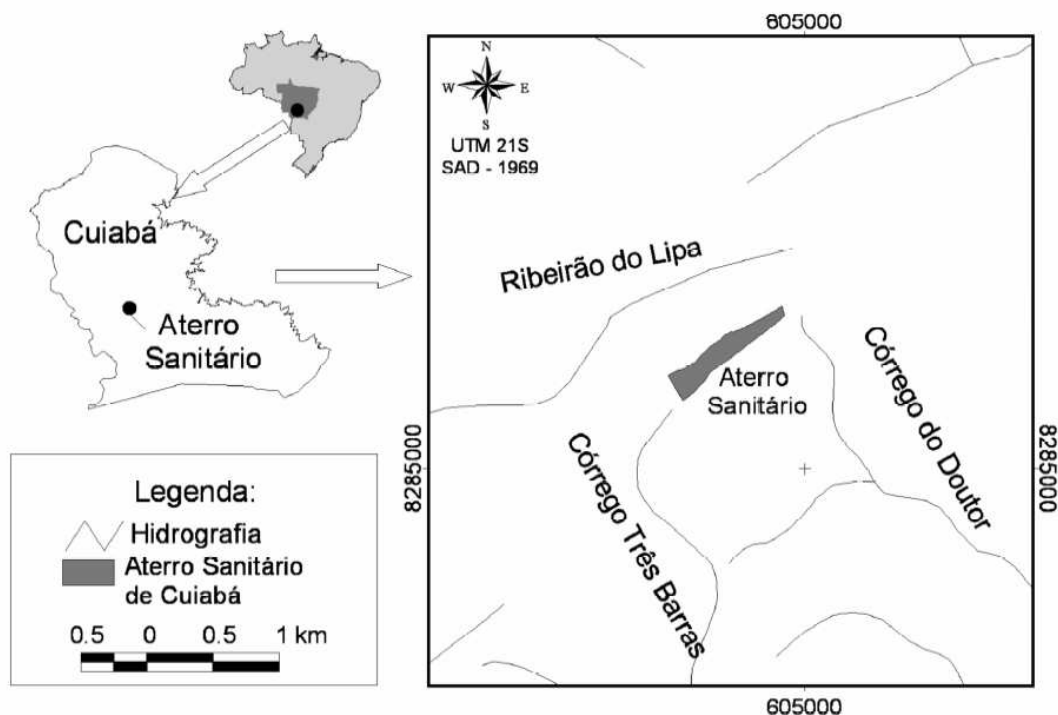 605000
N
W E
S
UTM 21S
SAD - 1969
Cuiabá
Aterro
Sanitário
Ribeirão do Lipa
Aterro
Sanitário
Córrego do Doutor
Córrego Três Barras
8285000
8285000
Legenda:
Hidrografia
Aterro Sanitário
de Cuiabá
0.5 0 0.5 1 km
605000